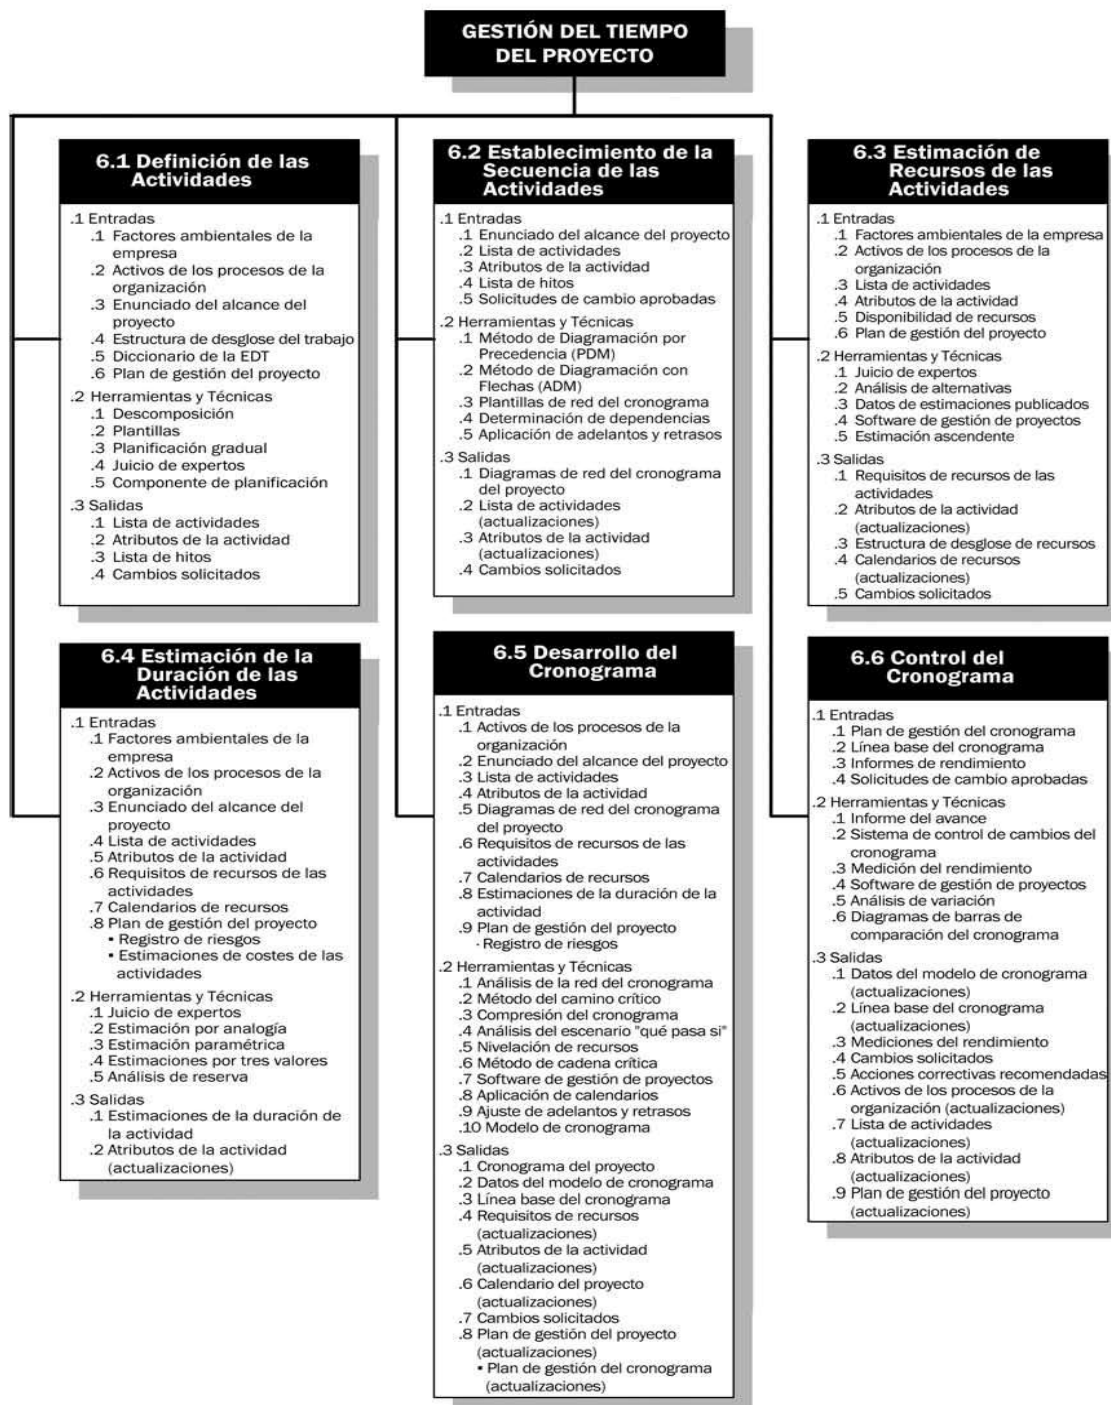 GESTIÓN DEL TIEMPO
DEL PROYECTO
6.1 Definición de las
Actividades
.1 Entradas
.1 Factores ambientales de la
empresa
.2 Activos de los procesos de la
organización
.3 Enunciado del alcance del
proyecto
.4 Estructura de desglose del trabajo
.5 Diccionario de la EDT
.6 Plan de gestión del proyecto
.2 Herramientas y Técnicas
.1 Descomposición
.2 Plantillas
.3 Planificación gradual
.4 Juicio de expertos
.5 Componente de planificación
.3 Salidas
.1 Lista de actividades
.2 Atributos de la actividad
.3 Lista de hitos
.4 Cambios solicitados
6.2 Establecimiento de la
Secuencia de las
Actividades
.1 Entradas
.1 Enunciado del alcance del proyecto
.2 Lista de actividades
.3 Atributos de la actividad
.4 Lista de hitos
.5 Solicitudes de cambio aprobadas
.2 Herramientas y Técnicas
.1 Método de Diagramación por
Precedencia (PDM)
.2 Método de Diagramación con
Flechas (ADM)
.3 Plantillas de red del cronograma
.4 Determinación de dependencias
.5 Aplicación de adelantos y retrasos
.3 Salidas
.1 Diagramas de red del cronograma
del proyecto
.2 Lista de actividades
(actualizaciones)
.3 Atributos de la actividad
(actualizaciones)
.4 Cambios solicitados
6.3 Estimación de
Recursos de las
Actividades
.1 Entradas
.1 Factores ambientales de la empresa
.2 Activos de los procesos de la
organización
.3 Lista de actividades
.4 Atributos de la actividad
.5 Disponibilidad de recursos
.6 Plan de gestión del proyecto
.2 Herramientas y Técnicas
.1 Juicio de expertos
.2 Análisis de alternativas
.3 Datos de estimaciones publicados
.4 Software de gestión de proyectos
.5 Estimación ascendente
.3 Salidas
.1 Requisitos de recursos de las
actividades
.2 Atributos de la actividad
(actualizaciones)
.3 Estructura de desglose de recursos
.4 Calendarios de recursos
(actualizaciones)
.5 Cambios solicitados
6.4 Estimación de la
Duración de las
Actividades
.1 Entradas
.1 Factores ambientales de la
empresa
.2 Activos de los procesos de la
organización
.3 Enunciado del alcance del
proyecto
.4 Lista de actividades
.5 Atributos de la actividad
.6 Requisitos de recursos de las
actividades
.7 Calendarios de recursos
.8 Plan de gestión del proyecto
▪ Registro de riesgos
▪ Estimaciones de costes de las
actividades
.2 Herramientas y Técnicas
.1 Juicio de expertos
.2 Estimación por analogía
.3 Estimación paramétrica
.4 Estimaciones por tres valores
.5 Análisis de reserva
.3 Salidas
.1 Estimaciones de la duración de
la actividad
.2 Atributos de la actividad
(actualizaciones)
6.5 Desarrollo del
Cronograma
.1 Entradas
.1 Activos de los procesos de la
organización
.2 Enunciado del alcance del proyecto
.3 Lista de actividades
.4 Atributos de la actividad
.5 Diagramas de red del cronograma
del proyecto
.6 Requisitos de recursos de las
actividades
.7 Calendarios de recursos
.8 Estimaciones de la duración de la
actividad
.9 Plan de gestión del proyecto
· Registro de riesgos
.2 Herramientas y Técnicas
.1 Análisis de la red del cronograma
.2 Método del camino crítico
.3 Compresión del cronograma
.4 Análisis del escenario "qué pasa si"
.5 Nivelación de recursos
.6 Método de cadena crítica
.7 Software de gestión de proyectos
.8 Aplicación de calendarios
.9 Ajuste de adelantos y retrasos
.10 Modelo de cronograma
.3 Salidas
.1 Cronograma del proyecto
.2 Datos del modelo de cronograma
.3 Línea base del cronograma
.4 Requisitos de recursos
(actualizaciones)
.5 Atributos de la actividad
(actualizaciones)
.6 Calendario del proyecto
(actualizaciones)
.7 Cambios solicitados
.8 Plan de gestión del proyecto
(actualizaciones)
▪ Plan de gestión del cronograma
(actualizaciones)
6.6 Control del
Cronograma
.1 Entradas
.1 Plan de gestión del cronograma
.2 Línea base del cronograma
.3 Informes de rendimiento
.4 Solicitudes de cambio aprobadas
.2 Herramientas y Técnicas
.1 Informe del avance
.2 Sistema de control de cambios del
cronograma
.3 Medición del rendimiento
.4 Software de gestión de proyectos
.5 Análisis de variación
.6 Diagramas de barras de
comparación del cronograma
.3 Salidas
.1 Datos del modelo de cronograma
(actualizaciones)
.2 Línea base del cronograma
(actualizaciones)
.3 Mediciones del rendimiento
.4 Cambios solicitados
.5 Acciones correctivas recomendadas
.6 Activos de los procesos de la
organización (actualizaciones)
.7 Lista de actividades
(actualizaciones)
.8 Atributos de la actividad
(actualizaciones)
.9 Plan de gestión del proyecto
(actualizaciones)